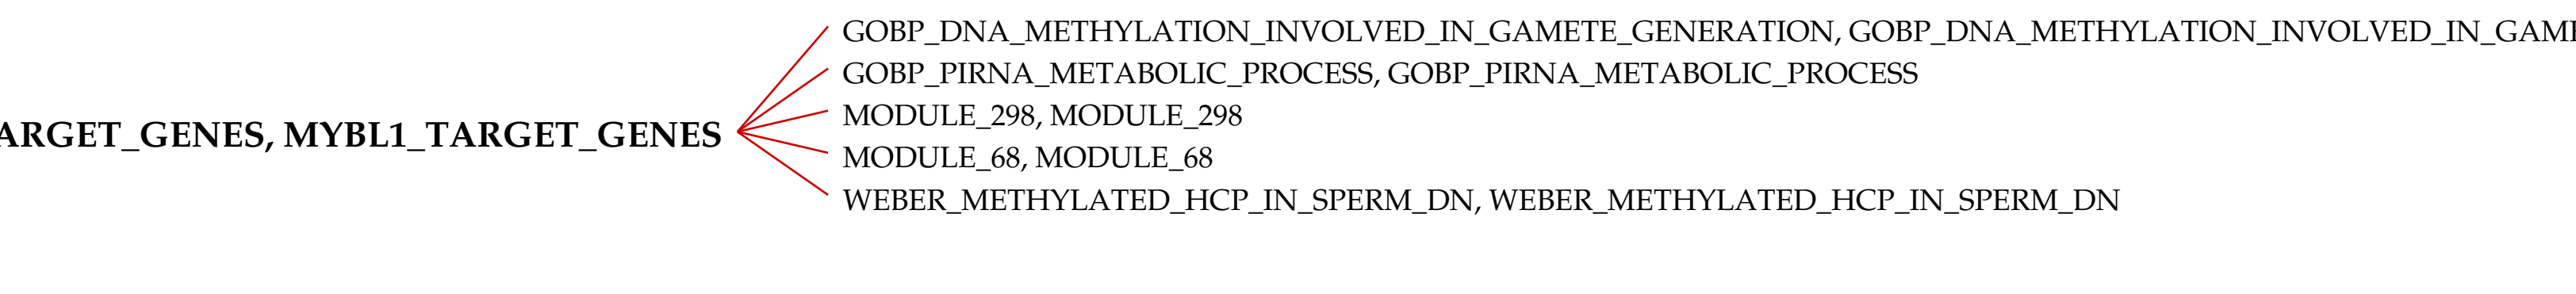 GOBP_DNA_METHYLATION_INVOLVED_IN_GAMETE_GENERATION, GOBP_DNA_METHYLATION_INVOLVED_IN_GAM
GOBP_PIRNA_METABOLIC_PROCESS, GOBP_PIRNA_METABOLIC_PROCESS
MODULE_298, MODULE_298
ARGET_GENES, MYBL1_TARGET_GENES
MODULE_68, MODULE_68
WEBER_METHYLATED_HCP_IN_SPERM_DN, WEBER_METHYLATED_HCP_IN_SPERM_DN